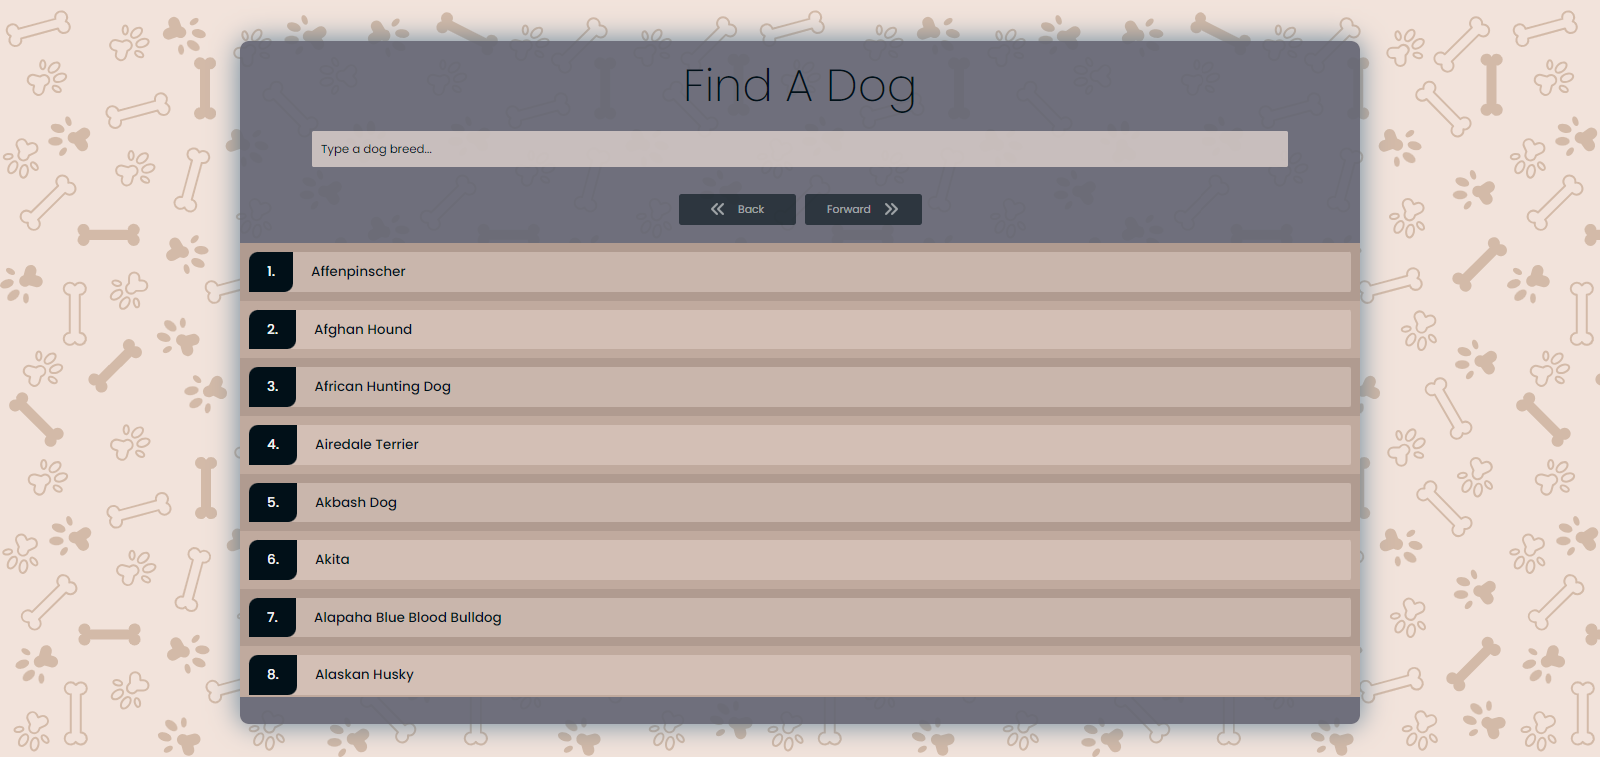 Find A Dog
Type a dog breed...
Back
Forward
1. Affenpinscher
2. Afghan Hound
3. African Hunting Dog
4. Airedale Terrier
5. Akbash Dog
6. Akita
7. Alapaha Blue Blood Bulldog
8. Alaskan Husky